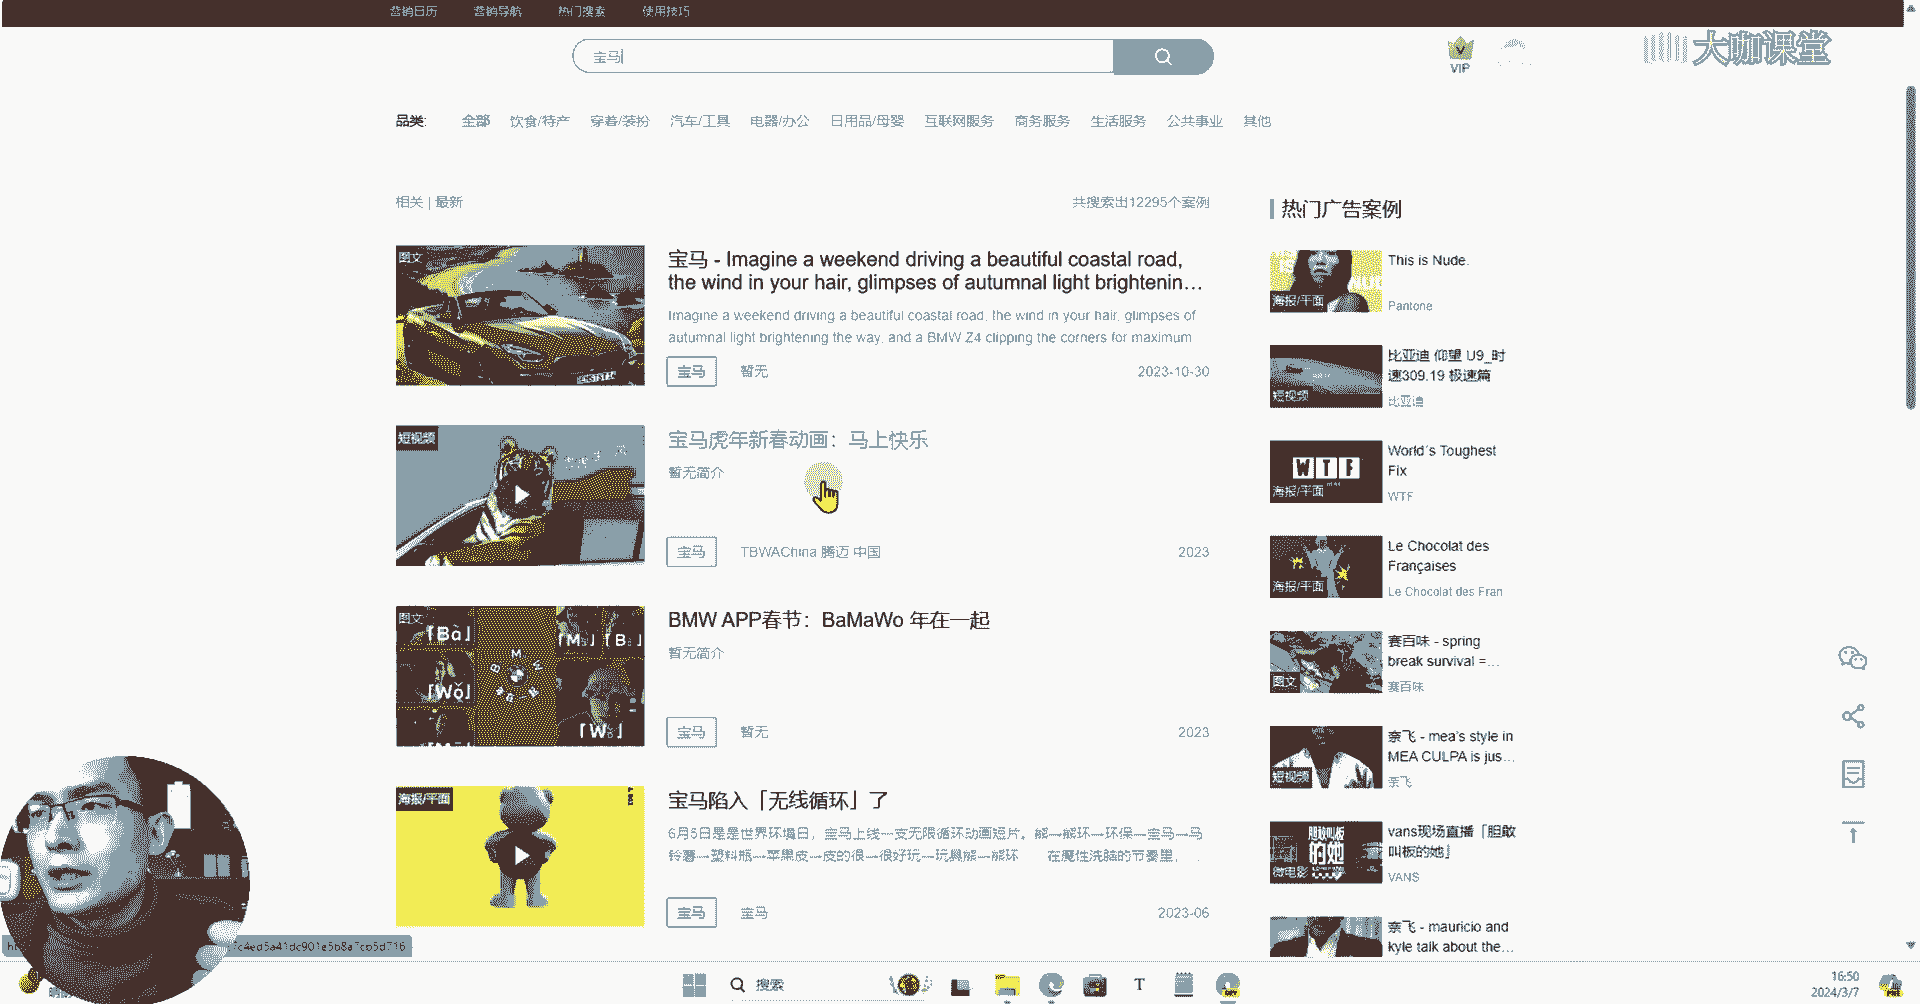 营销日历
营销导航
热门搜索
使用技巧
宝马
VIP
大咖课堂
品类:
全部
饮食/特产
穿着/装扮
汽车/工具
电器/办公
日用品/母婴
互联网服务
商务服务
生活服务
公共事业
其他
相关 | 最新
共搜索出12295个案例
图文
宝马 - Imagine a weekend driving a beautiful coastal road,
the wind in your hair, glimpses of autumnal light brightenin...
Imagine a weekend driving a beautiful coastal road, the wind in your hair, glimpses of
autumnal light brightening the way, and a BMW Z4 clipping the corners for maximum
宝马
暂无
2023-10-30
短视频
宝马虎年新春动画：马上快乐
暂无简介
宝马
TBWAChina 腾迈 中国
2023
图文
「Bà」
「Wǒ」
BMW APP春节：BaMaWo 年在一起
暂无简介
宝马
暂无
2023
海报/平面
宝马陷入「无线循环」了
6月5日是是世界环境日，宝马上线一支无限循环动画短片。熊—熊环—环保—宝马—马
铃薯—塑料瓶—苹果皮—皮的很—很好玩—玩具熊—熊环 在魔性洗脑的节奏里，
宝马
宝马
2023-06
热门广告案例
海报/平面
This is Nude.
Pantone
短视频
比亚迪 仰望 U9_时
速309.19 极速篇
比亚迪
WTF
海报/平面
World's Toughest
Fix
WTF
海报/平面
Le Chocolat des
Françaises
Le Chocolat des Fran
图文
赛百味 - spring
break survival =...
赛百味
短视频
奈飞 - mea's style in
MEA CULPA is jus...
奈飞
胆敢叫板
的她
微电影
vans现场直播「胆敢
叫板的她」
VANS
奈飞 - mauricio and
kyle talk about the...
7c4ed5a41dc901e5b8a7cb5d716
搜索
16:50
2024/3/7